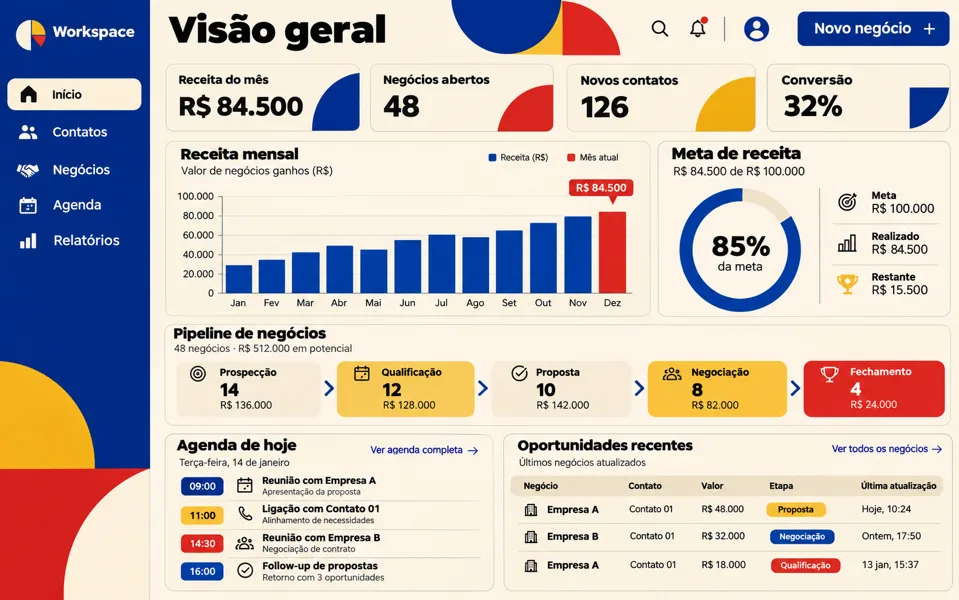 Workspace
Início
Contatos
Negócios
Agenda
Relatórios
Visão geral
Novo negócio +
Receita do mês
R$ 84.500
Negócios abertos
48
Novos contatos
126
Conversão
32%
Receita mensal
Valor de negócios ganhos (R$)
Receita (R$)
Mês atual
R$ 84.500
100.000
80.000
60.000
40.000
20.000
0
Jan Fev Mar Abr Mai Jun Jul Ago Set Out Nov Dez
Meta de receita
R$ 84.500 de R$ 100.000
85%
da meta
Meta
R$ 100.000
Realizado
R$ 84.500
Restante
R$ 15.500
Pipeline de negócios
48 negócios · R$ 512.000 em potencial
Prospecção
14
R$ 136.000
Qualificação
12
R$ 128.000
Proposta
10
R$ 142.000
Negociação
8
R$ 82.000
Fechamento
4
R$ 24.000
Agenda de hoje
Ver agenda completa →
Terça-feira, 14 de janeiro
09:00
Reunião com Empresa A
Apresentação da proposta
11:00
Ligação com Contato 01
Alinhamento de necessidades
14:30
Reunião com Empresa B
Negociação de contrato
16:00
Follow-up de propostas
Retorno com 3 oportunidades
Oportunidades recentes
Ver todos os negócios →
Últimos negócios atualizados
Negócio Contato Valor Etapa Última atualização
Empresa A Contato 01 R$ 48.000 Proposta Hoje, 10:24
Empresa B Contato 01 R$ 32.000 Negociação Ontem, 17:50
Empresa A Contato 01 R$ 18.000 Qualificação 13 jan, 15:37